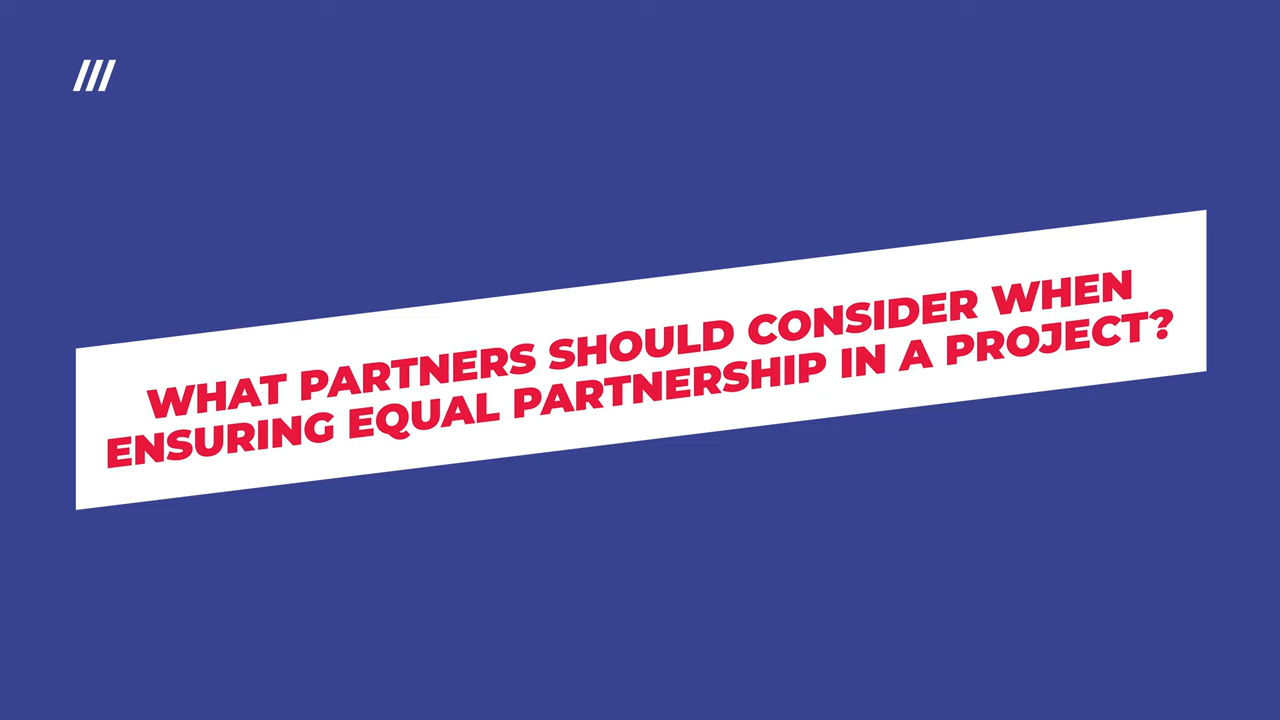 WHAT PARTNERS SHOULD CONSIDER WHEN
ENSURING EQUAL PARTNERSHIP IN A PROJECT?